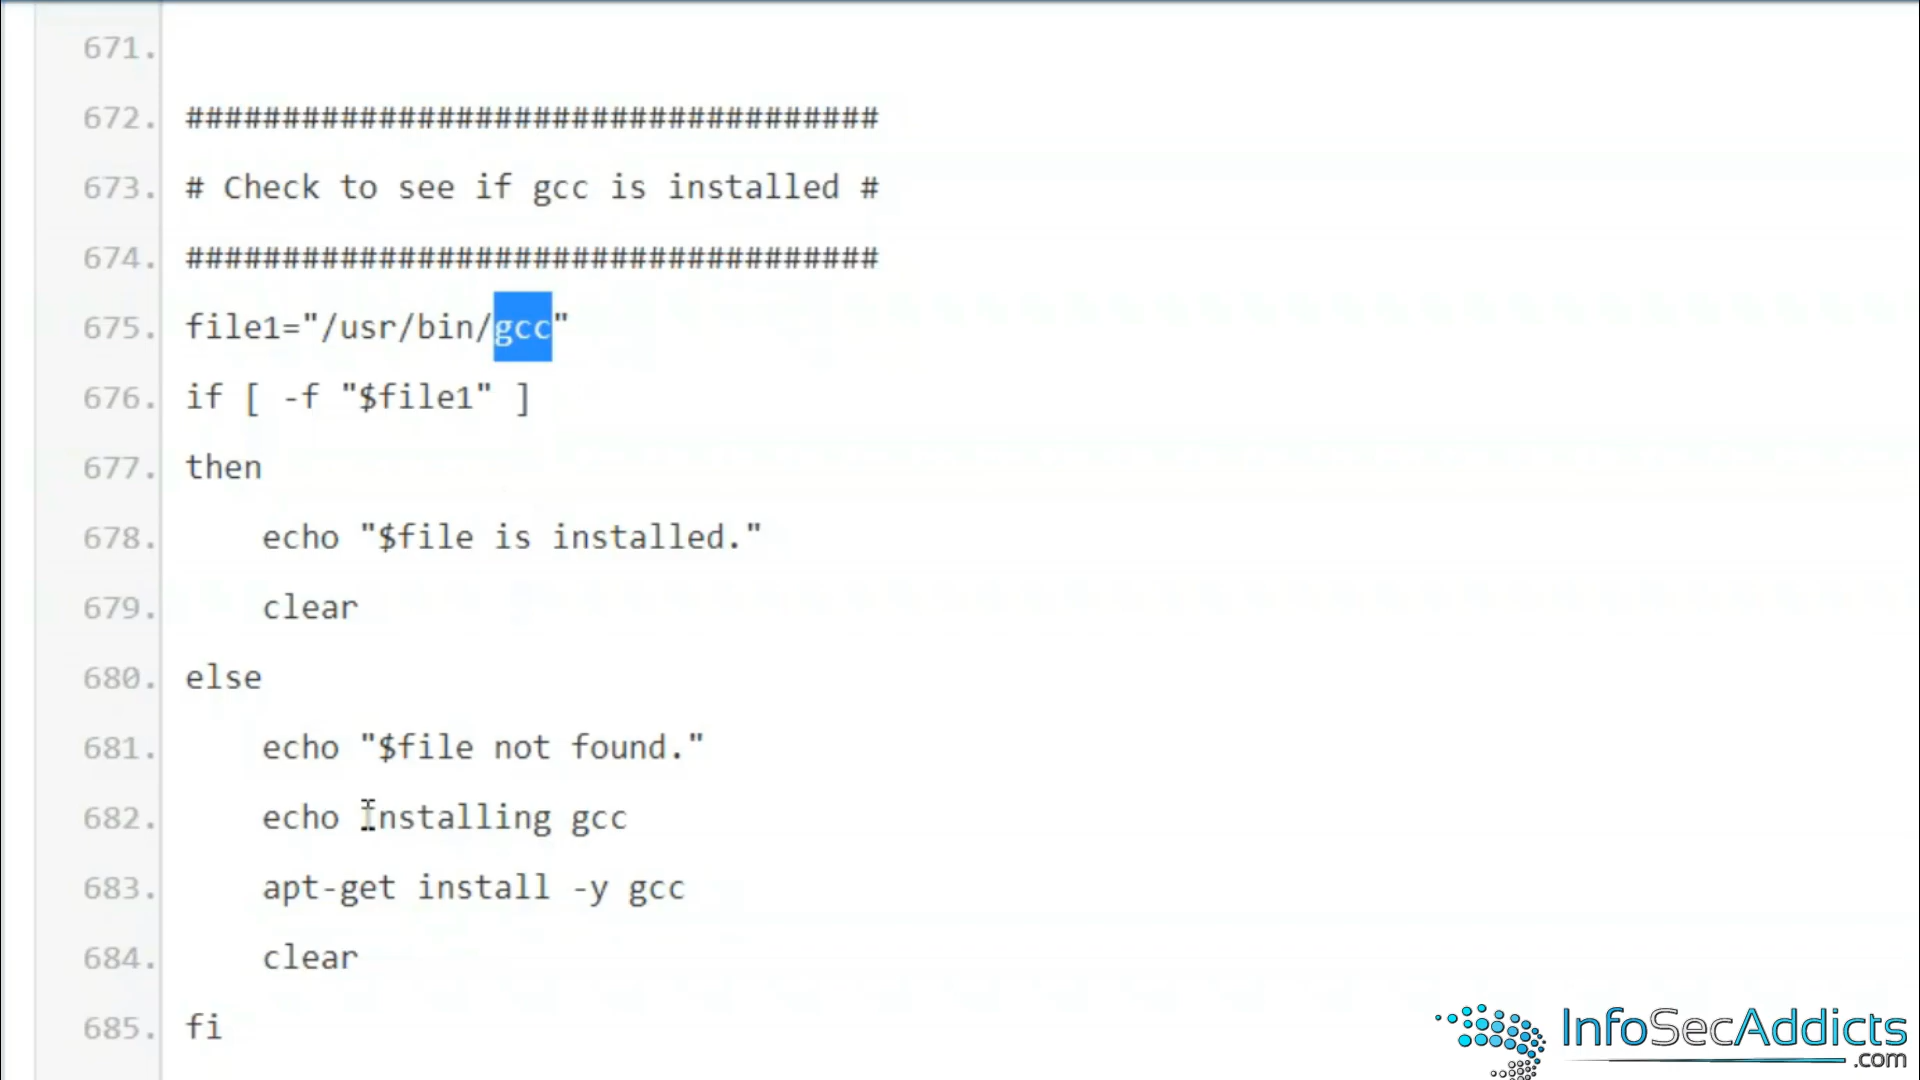 671.
672. ####################################
673. # Check to see if gcc is installed #
674. ####################################
675. file1="/usr/bin/gcc"
676. if [ -f "$file1" ]
677. then
678.     echo "$file is installed."
679.     clear
680. else
681.     echo "$file not found."
682.     echo Installing gcc
683.     apt-get install -y gcc
684.     clear
685. fi
InfoSecAddicts
.com